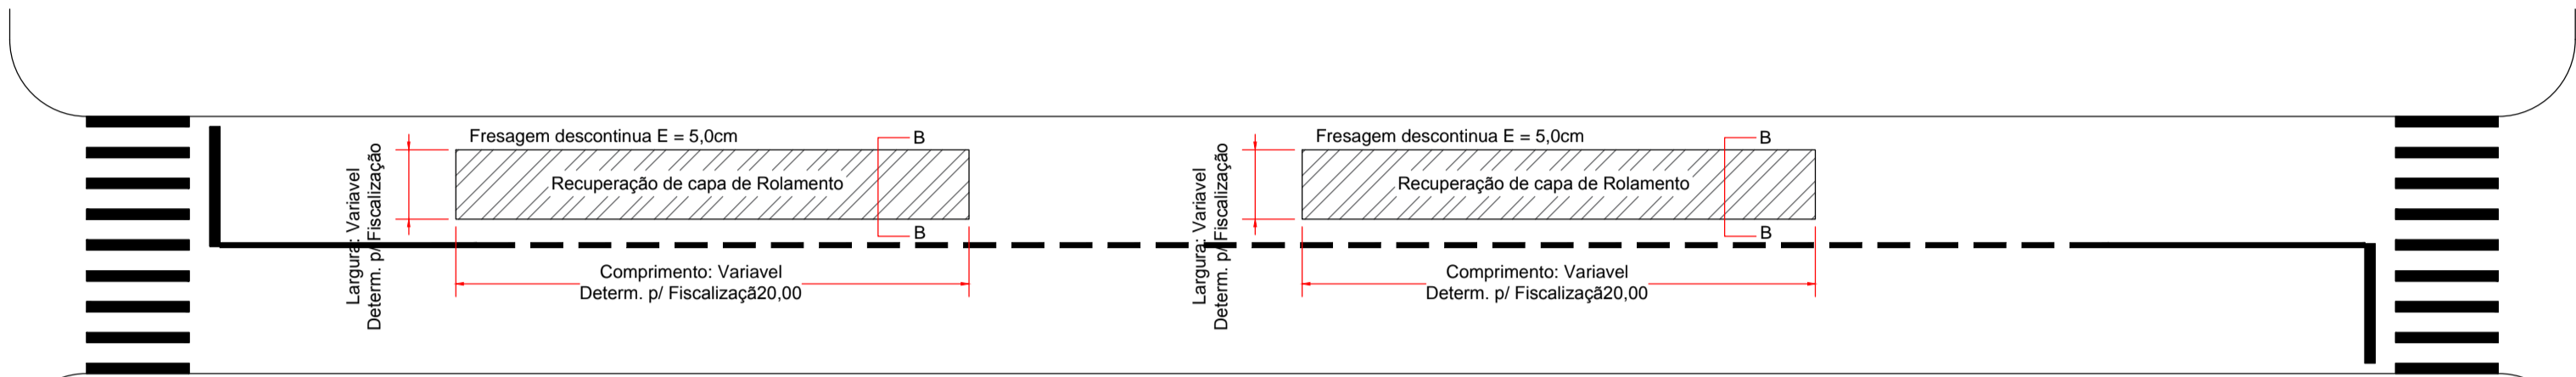 Fresagem descontinua E = 5,0cm
B
Recuperação de capa de Rolamento
B
Largura: Variavel
Determ. p/ Fiscalização
Comprimento: Variavel
Determ. p/ Fiscalizaçã20,00
Fresagem descontinua E = 5,0cm
B
Recuperação de capa de Rolamento
B
Largura: Variavel
Determ. p/ Fiscalização
Comprimento: Variavel
Determ. p/ Fiscalizaçã20,00